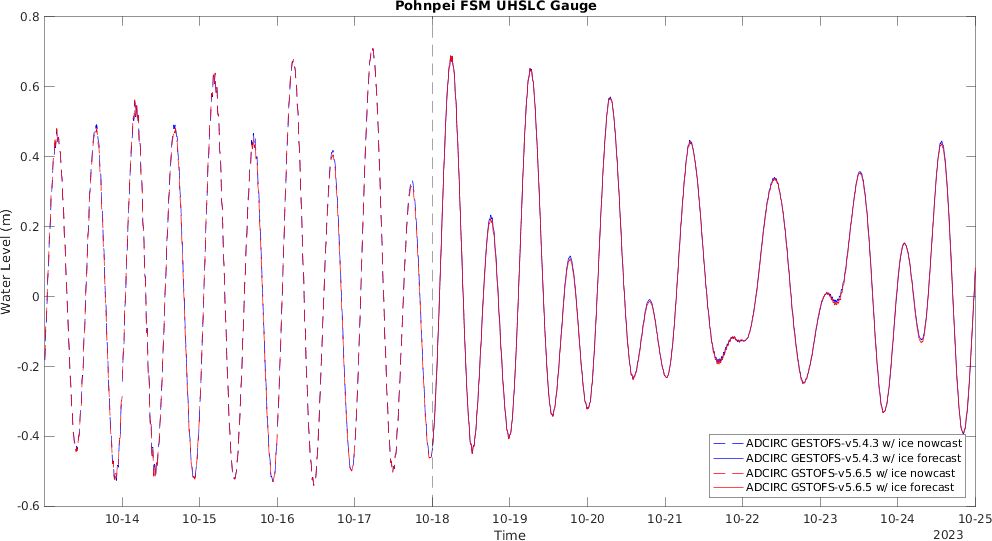 Pohnpei FSM UHSLC Gauge
0.8
0.6
0.4
0.2
0
-0.2
-0.4
-0.6
Water Level (m)
ADCIRC GESTOFS-v5.4.3 w/ ice nowcast
ADCIRC GESTOFS-v5.4.3 w/ ice forecast
ADCIRC GSTOFS-v5.6.5 w/ ice nowcast
ADCIRC GSTOFS-v5.6.5 w/ ice forecast
10-14 10-15 10-16 10-17 10-18 10-19 10-20 10-21 10-22 10-23 10-24 10-25
Time
2023